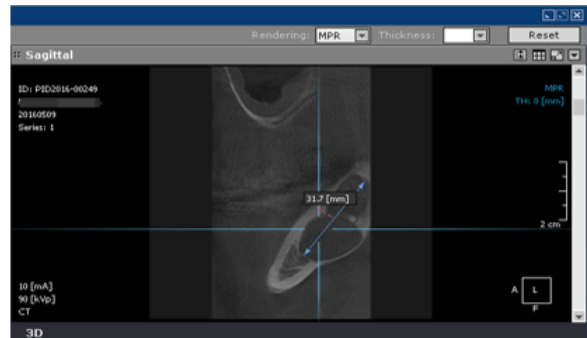 Rendering: MPR Thickness: Reset
Sagittal
ID: PID2016-00249
20160509
Series: 1
MPR
TH: 0 [mm]
31.7 [mm]
2 cm
10 [mA]
90 [kVp]
CT
A L
F
3D